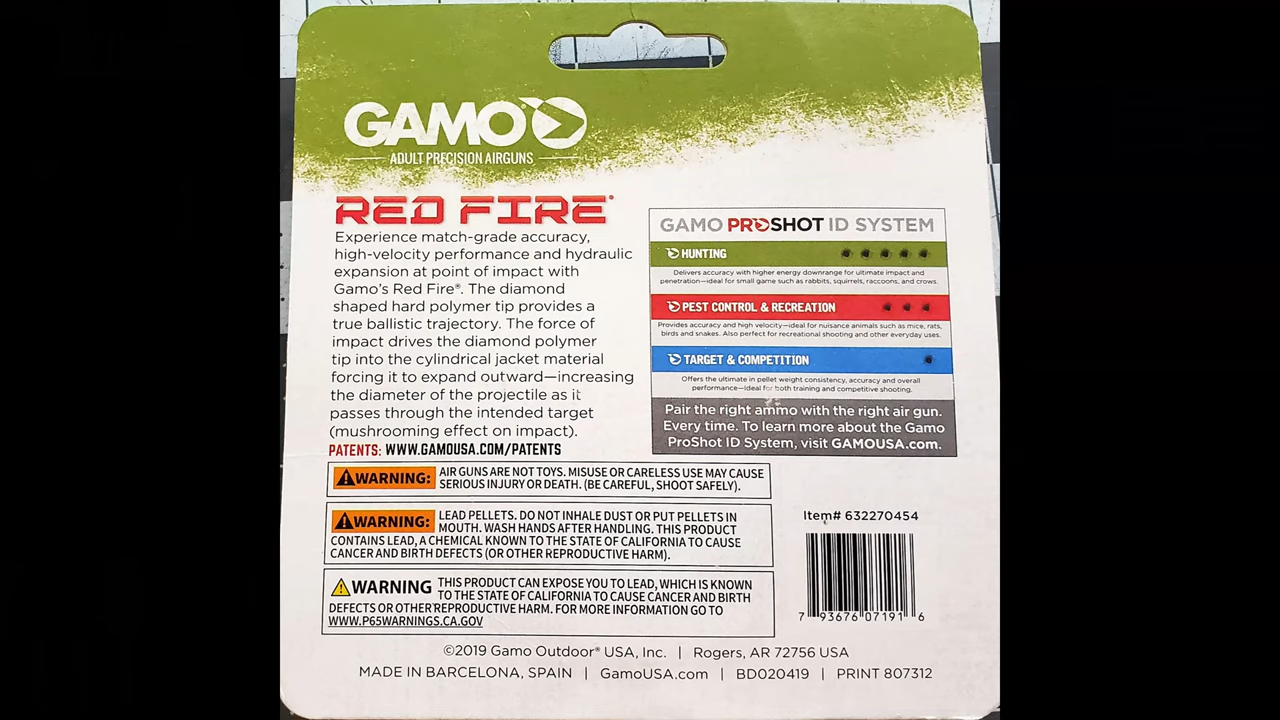 GAMO
ADULT PRECISION AIRGUNS
RED FIRE®
Experience match-grade accuracy,
high-velocity performance and hydraulic
expansion at point of impact with
Gamo's Red Fire®. The diamond
shaped hard polymer tip provides a
true ballistic trajectory. The force of
impact drives the diamond polymer
tip into the cylindrical jacket material
forcing it to expand outward—increasing
the diameter of the projectile as it
passes through the intended target
(mushrooming effect on impact).
PATENTS: WWW.GAMOUSA.COM/PATENTS
GAMO PROSHOT ID SYSTEM
HUNTING
Delivers accuracy with higher energy downrange for ultimate impact and
penetration—ideal for small game such as rabbits, squirrels, raccoons, and crows.
PEST CONTROL & RECREATION
Provides accuracy and high velocity—ideal for nuisance animals such as mice, rats,
birds and snakes. Also perfect for recreational shooting and other everyday uses.
TARGET & COMPETITION
Offers the ultimate in pellet weight consistency, accuracy and overall
performance—ideal for both training and competitive shooting.
Pair the right ammo with the right air gun.
Every time. To learn more about the Gamo
ProShot ID System, visit GAMOUSA.com.
WARNING: AIR GUNS ARE NOT TOYS. MISUSE OR CARELESS USE MAY CAUSE
SERIOUS INJURY OR DEATH. (BE CAREFUL, SHOOT SAFELY).
WARNING: LEAD PELLETS. DO NOT INHALE DUST OR PUT PELLETS IN
MOUTH. WASH HANDS AFTER HANDLING. THIS PRODUCT
CONTAINS LEAD, A CHEMICAL KNOWN TO THE STATE OF CALIFORNIA TO CAUSE
CANCER AND BIRTH DEFECTS (OR OTHER REPRODUCTIVE HARM).
WARNING THIS PRODUCT CAN EXPOSE YOU TO LEAD, WHICH IS KNOWN
TO THE STATE OF CALIFORNIA TO CAUSE CANCER AND BIRTH
DEFECTS OR OTHER REPRODUCTIVE HARM. FOR MORE INFORMATION GO TO
WWW.P65WARNINGS.CA.GOV
Item# 632270454
7 93676 07191 6
©2019 Gamo Outdoor® USA, Inc. | Rogers, AR 72756 USA
MADE IN BARCELONA, SPAIN | GamoUSA.com | BD020419 | PRINT 807312